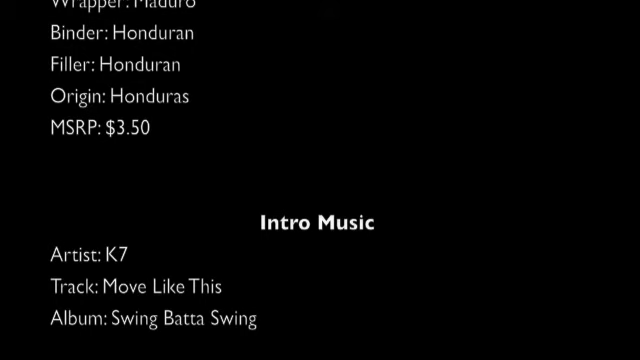 Wrapper: Maduro
Binder: Honduran
Filler: Honduran
Origin: Honduras
MSRP: $3.50
Intro Music
Artist: K7
Track: Move Like This
Album: Swing Batta Swing